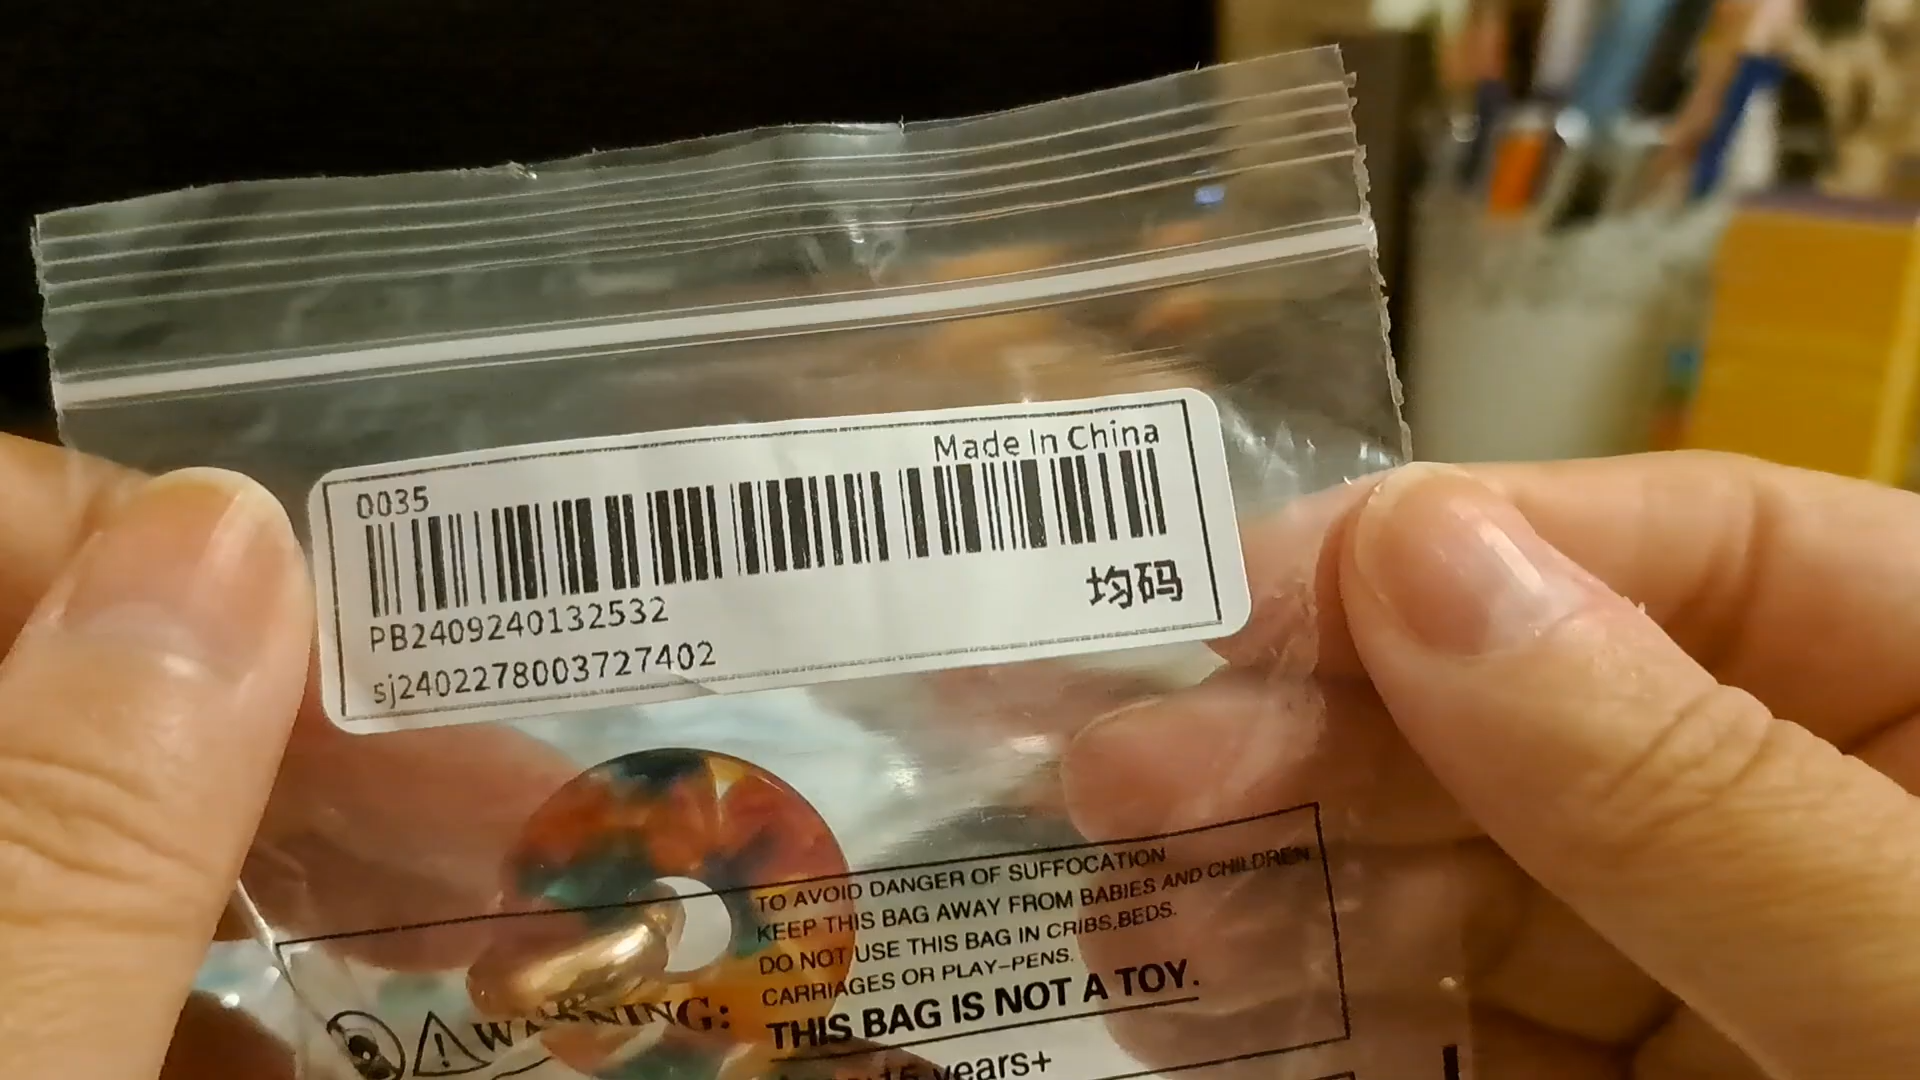 0035
Made In China
PB2409240132532
均码
sj2402278003727402
TO AVOID DANGER OF SUFFOCATION
KEEP THIS BAG AWAY FROM BABIES AND CHILDREN.
DO NOT USE THIS BAG IN CRIBS,BEDS.
CARRIAGES OR PLAY-PENS.
WARNING:
THIS BAG IS NOT A TOY.
15 years+